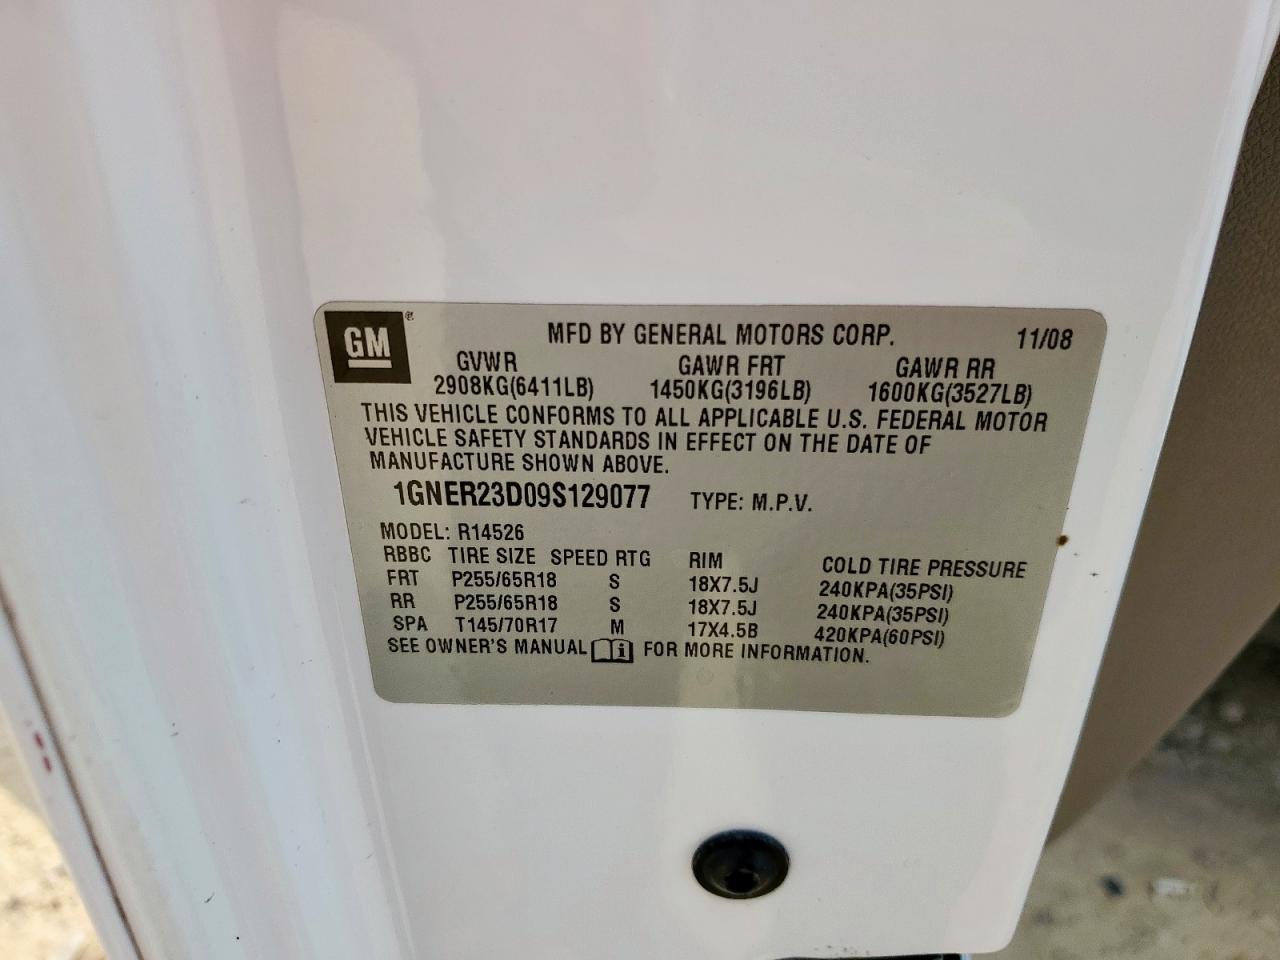 GM ® MFD BY GENERAL MOTORS CORP. 11/08
GVWR GAWR FRT GAWR RR
2908KG(6411LB) 1450KG(3196LB) 1600KG(3527LB)
THIS VEHICLE CONFORMS TO ALL APPLICABLE U.S. FEDERAL MOTOR
VEHICLE SAFETY STANDARDS IN EFFECT ON THE DATE OF
MANUFACTURE SHOWN ABOVE.
1GNER23D09S129077 TYPE: M.P.V.
MODEL: R14526
RBBC TIRE SIZE SPEED RTG RIM COLD TIRE PRESSURE
FRT P255/65R18 S 18X7.5J 240KPA(35PSI)
RR P255/65R18 S 18X7.5J 240KPA(35PSI)
SPA T145/70R17 M 17X4.5B 420KPA(60PSI)
SEE OWNER'S MANUAL i FOR MORE INFORMATION.